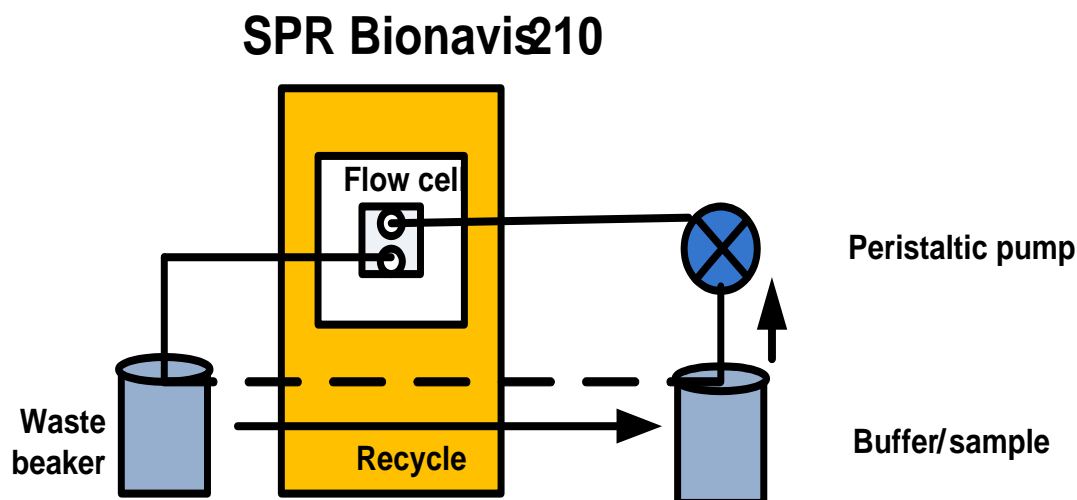 SPR Bionavis210
Flow cel
Peristaltic pump
Waste
beaker
Recycle
Buffer/sample